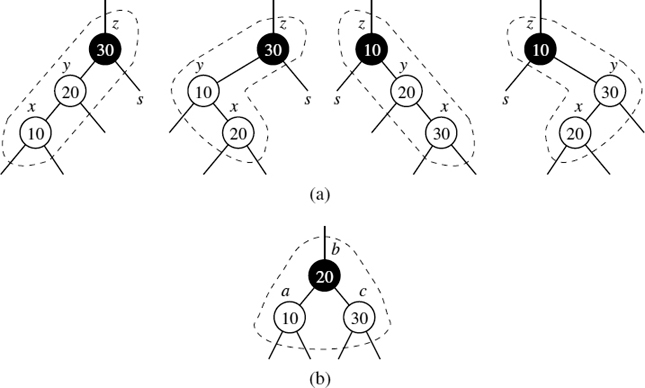 z z z z
30 30 10 10
y y y y
20 s 10 s s 20 s 30
x x x x
10 20 30 20
(a)
b
20
a c
10 30
(b)